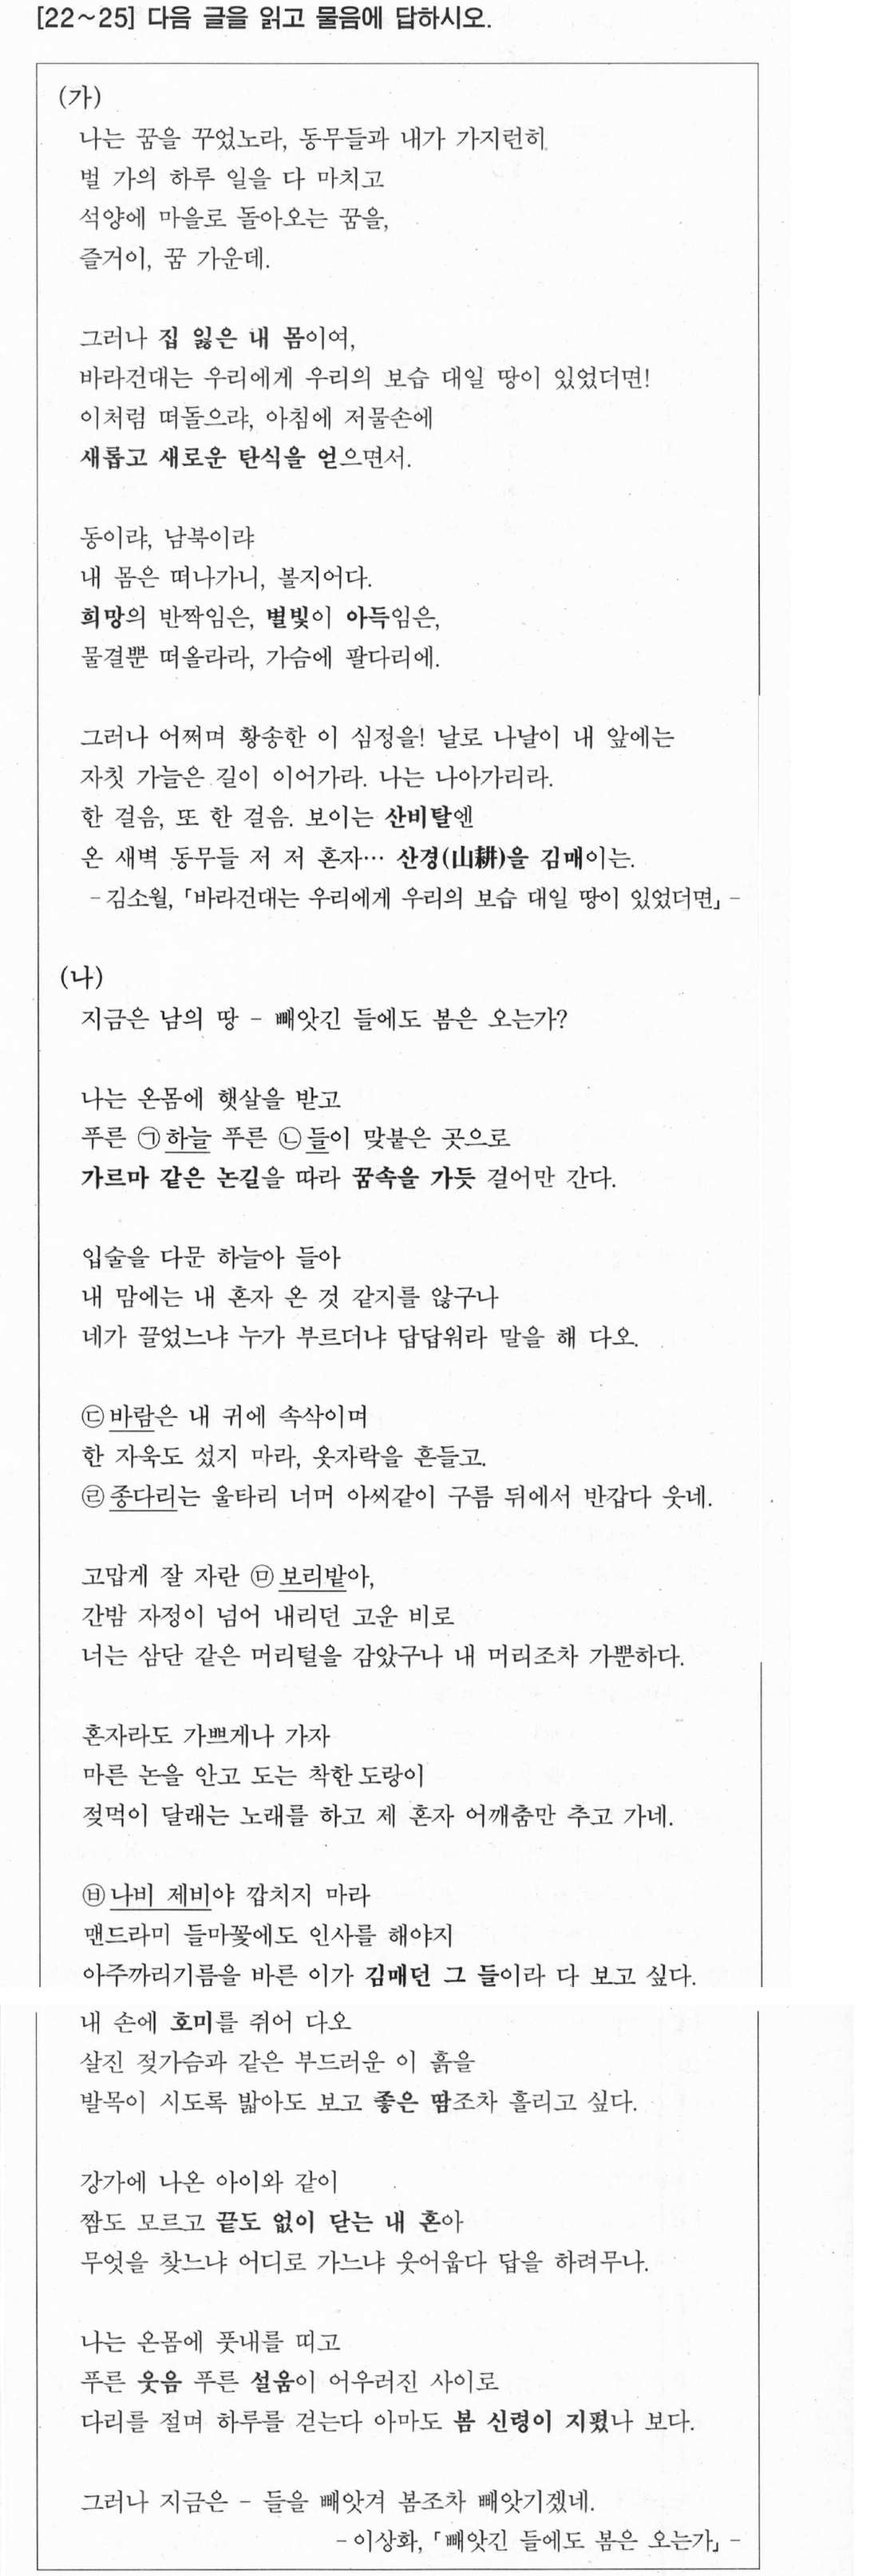 [22~25] 다음 글을 읽고 물음에 답하시오.
(가)
나는 꿈을 꾸었노라, 동무들과 내가 가지런히
벌 가의 하루 일을 다 마치고
석양에 마을로 돌아오는 꿈을,
즐거이, 꿈 가운데.
그러나 집 잃은 내 몸이여,
바라건대는 우리에게 우리의 보습 대일 땅이 있었더면!
이처럼 떠돌으랴, 아침에 저물손에
새롭고 새로운 탄식을 얻으면서.
동이랴, 남북이랴
내 몸은 떠나가니, 볼지어다.
희망의 반짝임은, 별빛이 아득임은,
물결뿐 떠올라라, 가슴에 팔다리에.
그러나 어쩌며 황송한 이 심정을! 날로 나날이 내 앞에는
자칫 가늘은 길이 이어가라. 나는 나아가리라.
한 걸음, 또 한 걸음. 보이는 산비탈엔
온 새벽 동무들 저 저 혼자… 산경(山耕)을 김매이는.
- 김소월, 「바라건대는 우리에게 우리의 보습 대일 땅이 있었더면」 -
(나)
지금은 남의 땅 - 빼앗긴 들에도 봄은 오는가?
나는 온몸에 햇살을 받고
푸른 ㉠하늘 푸른 ㉡들이 맞붙은 곳으로
가르마 같은 논길을 따라 꿈속을 가듯 걸어만 간다.
입술을 다문 하늘아 들아
내 맘에는 내 혼자 온 것 같지를 않구나
네가 끌었느냐 누가 부르더냐 답답워라 말을 해 다오.
㉢바람은 내 귀에 속삭이며
한 자욱도 섰지 마라, 옷자락을 흔들고.
㉣종다리는 울타리 너머 아씨같이 구름 뒤에서 반갑다 웃네.
고맙게 잘 자란 ㉤보리밭아,
간밤 자정이 넘어 내리던 고운 비로
너는 삼단 같은 머리털을 감았구나 내 머리조차 가뿐하다.
혼자라도 가쁘게나 가자
마른 논을 안고 도는 착한 도랑이
젖먹이 달래는 노래를 하고 제 혼자 어깨춤만 추고 가네.
㉥나비 제비야 깝치지 마라
맨드라미 들마꽃에도 인사를 해야지
아주까리기름을 바른 이가 김매던 그 들이라 다 보고 싶다.
내 손에 호미를 쥐어 다오
살진 젖가슴과 같은 부드러운 이 흙을
발목이 시도록 밟아도 보고 좋은 땀조차 흘리고 싶다.
강가에 나온 아이와 같이
짬도 모르고 끝도 없이 닫는 내 혼아
무엇을 찾느냐 어디로 가느냐 웃어웁다 답을 하려무나.
나는 온몸에 풋내를 띠고
푸른 웃음 푸른 설움이 어우러진 사이로
다리를 절며 하루를 걷는다 아마도 봄 신령이 지폈나 보다.
그러나 지금은 - 들을 빼앗겨 봄조차 빼앗기겠네.
- 이상화, 「빼앗긴 들에도 봄은 오는가」 -